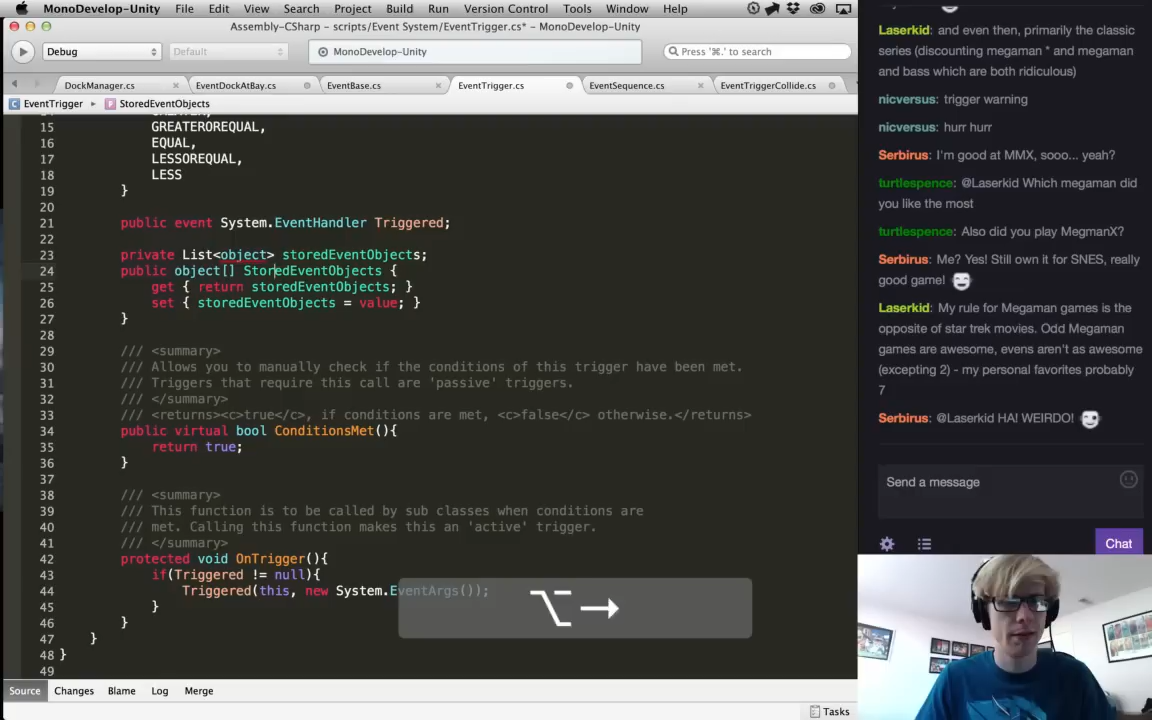 MonoDevelop-Unity File Edit View Search Project Build Run Version Control Tools Window Help
Assembly-CSharp - scripts/Event System/EventTrigger.cs* - MonoDevelop-Unity
Debug Default MonoDevelop-Unity Press '⌘.' to search
DockManager.cs EventDockAtBay.cs EventBase.cs EventTrigger.cs EventSequence.cs EventTriggerCollide.cs
EventTrigger ▸ StoredEventObjects
15 GREATEROREQUAL,
16 EQUAL,
17 LESSOREQUAL,
18 LESS
19 }
20
21 public event System.EventHandler Triggered;
22
23 private List<object> storedEventObjects;
24 public object[] StoredEventObjects {
25 get { return storedEventObjects; }
26 set { storedEventObjects = value; }
27 }
28
29 /// <summary>
30 /// Allows you to manually check if the conditions of this trigger have been met.
31 /// Triggers that require this call are 'passive' triggers.
32 /// </summary>
33 /// <returns><c>true</c>, if conditions are met, <c>false</c> otherwise.</returns>
34 public virtual bool ConditionsMet(){
35 return true;
36 }
37
38 /// <summary>
39 /// This function is to be called by sub classes when conditions are
40 /// met. Calling this function makes this an 'active' trigger.
41 /// </summary>
42 protected void OnTrigger(){
43 if(Triggered != null){
44 Triggered(this, new System.EventArgs());
45 }
46 }
47 }
48 }
49
⌥→
Source Changes Blame Log Merge
Tasks
Laserkid: and even then, primarily the classic
series (discounting megaman * and megaman
and bass which are both ridiculous)
nicversus: trigger warning
nicversus: hurr hurr
Serbirus: I'm good at MMX, sooo... yeah?
turtlespence: @Laserkid Which megaman did
you like the most
turtlespence: Also did you play MegmanX?
Serbirus: Me? Yes! Still own it for SNES, really
good game!
Laserkid: My rule for Megaman games is the
opposite of star trek movies. Odd Megaman
games are awesome, evens aren't as awesome
(excepting 2) - my personal favorites probably
7
Serbirus: @Laserkid HA! WEIRDO!
Send a message
Chat